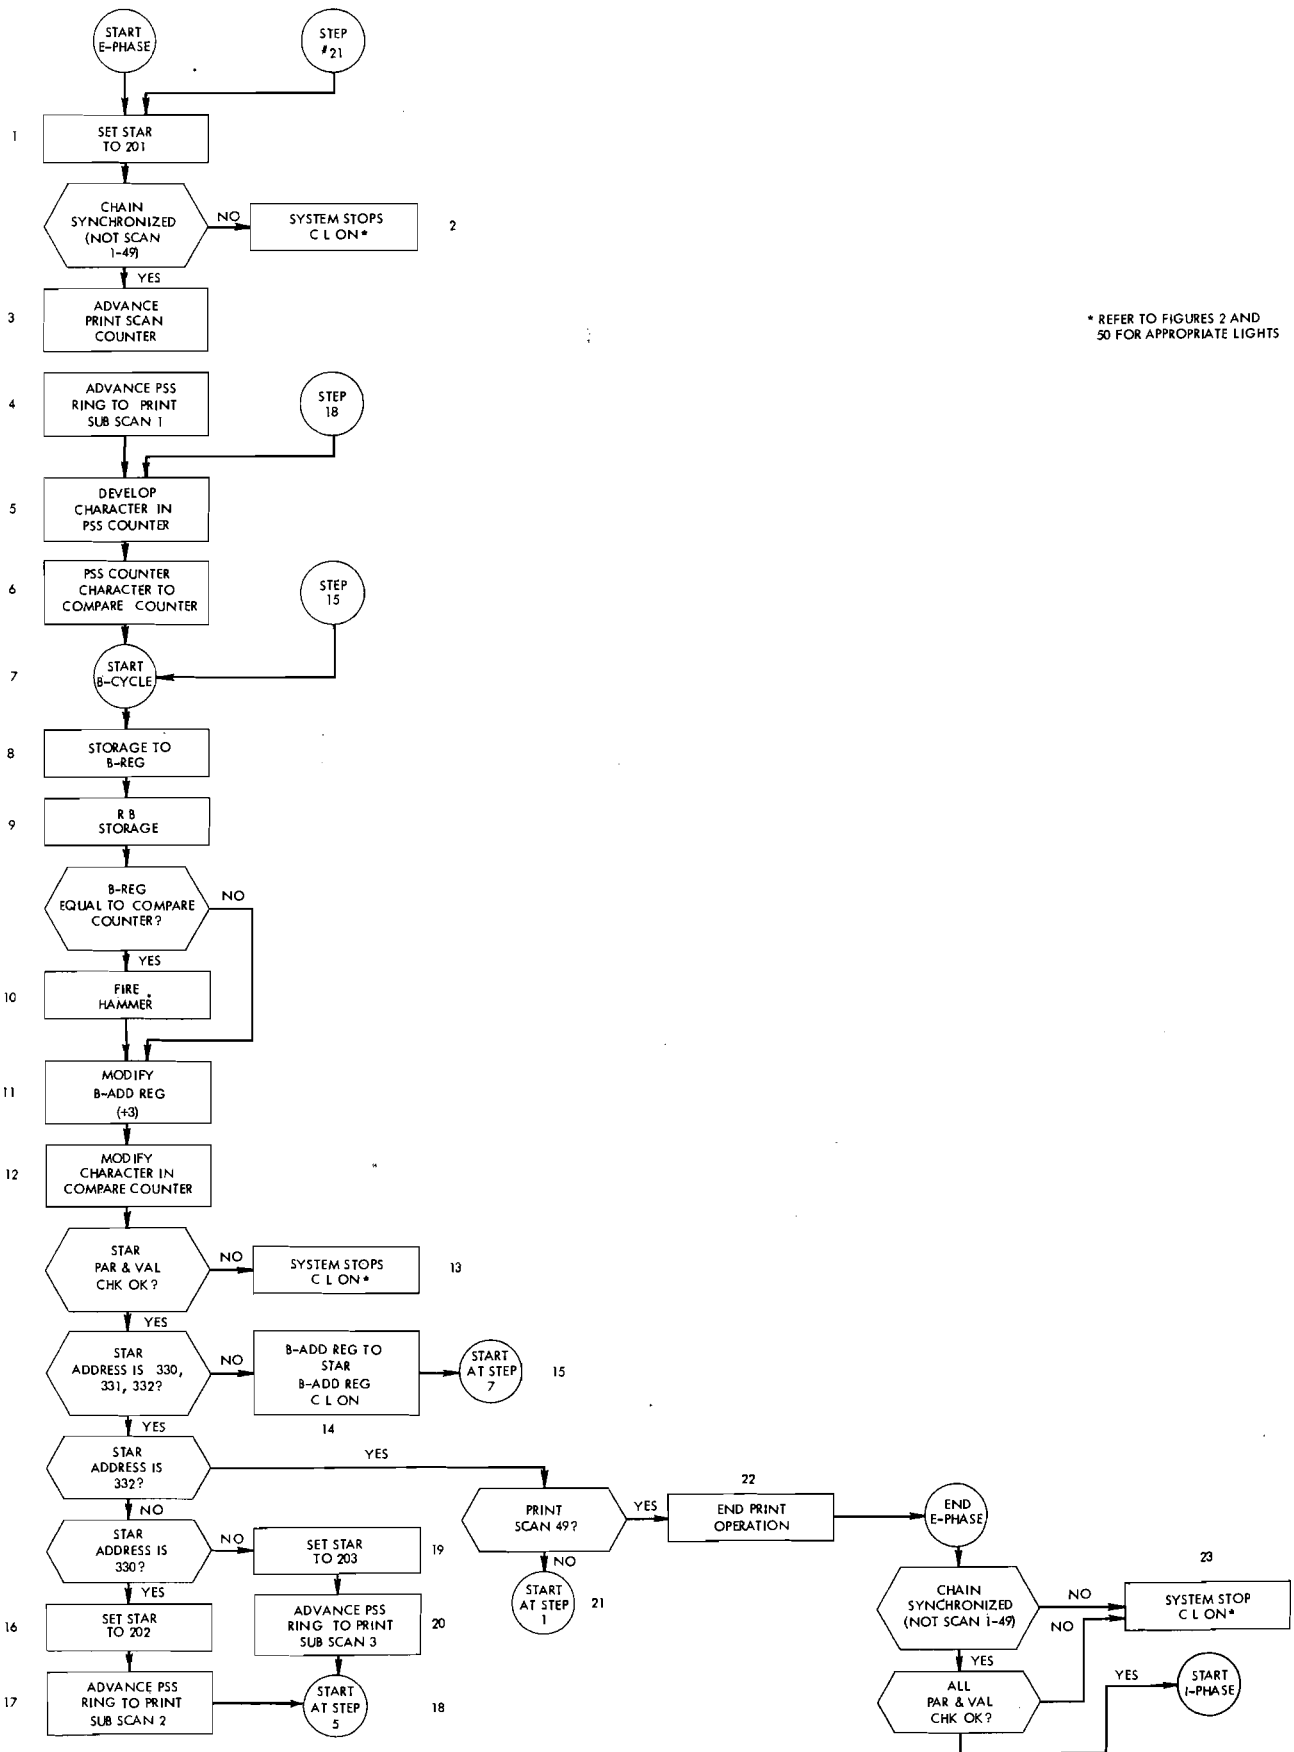 START
E-PHASE
STEP
#21
1
SET STAR
TO 201
CHAIN
SYNCHRONIZED
(NOT SCAN
1-49)
NO
SYSTEM STOPS
C L ON*
2
YES
3
ADVANCE
PRINT SCAN
COUNTER
* REFER TO FIGURES 2 AND
50 FOR APPROPRIATE LIGHTS
4
ADVANCE PSS
RING TO PRINT
SUB SCAN 1
STEP
18
5
DEVELOP
CHARACTER IN
PSS COUNTER
6
PSS COUNTER
CHARACTER TO
COMPARE COUNTER
STEP
15
7
START
B-CYCLE
8
STORAGE TO
B-REG
9
R B
STORAGE
B-REG
EQUAL TO COMPARE
COUNTER?
NO
YES
10
FIRE
HAMMER
11
MODIFY
B-ADD REG
(+3)
12
MODIFY
CHARACTER IN
COMPARE COUNTER
STAR
PAR & VAL
CHK OK?
NO
SYSTEM STOPS
C L ON*
13
YES
STAR
ADDRESS IS 330,
331, 332?
NO
B-ADD REG TO
STAR
B-ADD REG
C L ON
START
AT STEP
7
15
14
YES
STAR
ADDRESS IS
332?
YES
NO
PRINT
SCAN 49?
YES
22
END PRINT
OPERATION
END
E-PHASE
NO
START
AT STEP
1
21
STAR
ADDRESS IS
330?
NO
SET STAR
TO 203
19
YES
ADVANCE PSS
RING TO PRINT
SUB SCAN 3
20
16
SET STAR
TO 202
17
ADVANCE PSS
RING TO PRINT
SUB SCAN 2
START
AT STEP
5
18
CHAIN
SYNCHRONIZED
(NOT SCAN 1-49)
NO
23
SYSTEM STOP
C L ON*
NO
YES
ALL
PAR & VAL
CHK OK?
YES
START
I-PHASE